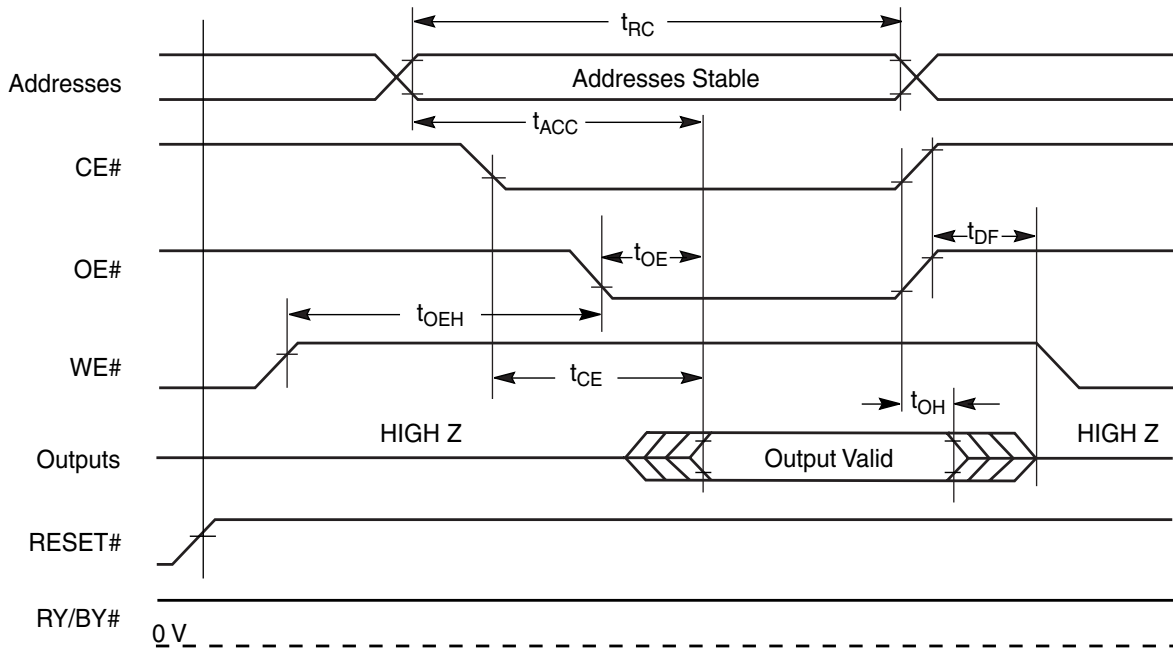 tRC
Addresses
Addresses Stable
tACC
CE#
tDF
OE#
tOE
tOEH
WE#
tCE
tOH
HIGH Z
HIGH Z
Outputs
Output Valid
RESET#
RY/BY#
0 V